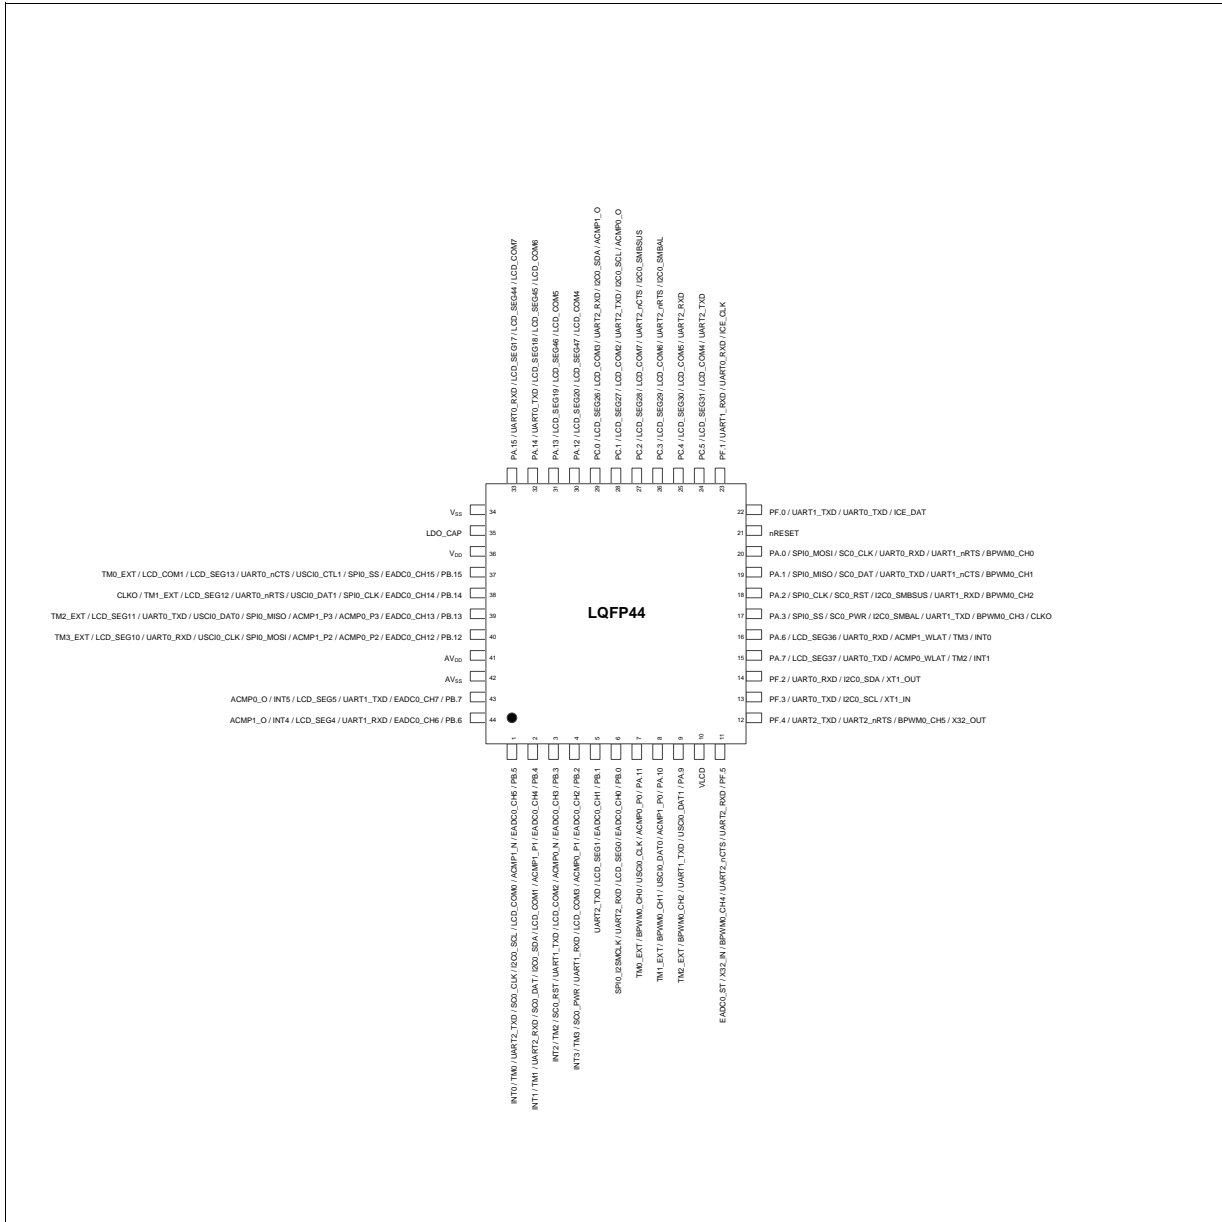 PA.15 / UART0_RXD / LCD_SEG17 / LCD_SEG44 / LCD_COM7
PA.14 / UART0_TXD / LCD_SEG18 / LCD_SEG45 / LCD_COM6
PA.13 / LCD_SEG19 / LCD_SEG46 / LCD_COM5
PA.12 / LCD_SEG20 / LCD_SEG47 / LCD_COM4
PC.0 / LCD_SEG26 / LCD_COM3 / UART2_RXD / I2C0_SDA / ACMP1_O
PC.1 / LCD_SEG27 / LCD_COM2 / UART2_TXD / I2C0_SCL / ACMP0_O
PC.2 / LCD_SEG28 / LCD_COM7 / UART2_nCTS / I2C0_SMBSUS
PC.3 / LCD_SEG29 / LCD_COM6 / UART2_nRTS / I2C0_SMBAL
PC.4 / LCD_SEG30 / LCD_COM5 / UART2_RXD
PC.5 / LCD_SEG31 / LCD_COM4 / UART2_TXD
PF.1 / UART1_RXD / UART0_RXD / ICE_CLK
33
32
31
30
29
28
27
26
25
24
23
VSS 34
LDO_CAP 35
VDD 36
TM0_EXT / LCD_COM1 / LCD_SEG13 / UART0_nCTS / USCI0_CTL1 / SPI0_SS / EADC0_CH15 / PB.15 37
CLKO / TM1_EXT / LCD_SEG12 / UART0_nRTS / USCI0_DAT1 / SPI0_CLK / EADC0_CH14 / PB.14 38
TM2_EXT / LCD_SEG11 / UART0_TXD / USCI0_DAT0 / SPI0_MISO / ACMP1_P3 / ACMP0_P3 / EADC0_CH13 / PB.13 39
TM3_EXT / LCD_SEG10 / UART0_RXD / USCI0_CLK / SPI0_MOSI / ACMP1_P2 / ACMP0_P2 / EADC0_CH12 / PB.12 40
AVDD 41
AVSS 42
ACMP0_O / INT5 / LCD_SEG5 / UART1_TXD / EADC0_CH7 / PB.7 43
ACMP1_O / INT4 / LCD_SEG4 / UART1_RXD / EADC0_CH6 / PB.6 44
LQFP44
22 PF.0 / UART1_TXD / UART0_TXD / ICE_DAT
21 nRESET
20 PA.0 / SPI0_MOSI / SC0_CLK / UART0_RXD / UART1_nRTS / BPWM0_CH0
19 PA.1 / SPI0_MISO / SC0_DAT / UART0_TXD / UART1_nCTS / BPWM0_CH1
18 PA.2 / SPI0_CLK / SC0_RST / I2C0_SMBSUS / UART1_RXD / BPWM0_CH2
17 PA.3 / SPI0_SS / SC0_PWR / I2C0_SMBAL / UART1_TXD / BPWM0_CH3 / CLKO
16 PA.6 / LCD_SEG36 / UART0_RXD / ACMP1_WLAT / TM3 / INT0
15 PA.7 / LCD_SEG37 / UART0_TXD / ACMP0_WLAT / TM2 / INT1
14 PF.2 / UART0_RXD / I2C0_SDA / XT1_OUT
13 PF.3 / UART0_TXD / I2C0_SCL / XT1_IN
12 PF.4 / UART2_TXD / UART2_nRTS / BPWM0_CH5 / X32_OUT
1
2
3
4
5
6
7
8
9
10
11
INT0 / TM0 / UART2_TXD / SC0_CLK / I2C0_SCL / LCD_COM0 / ACMP1_N / EADC0_CH5 / PB.5
INT1 / TM1 / UART2_RXD / SC0_DAT / I2C0_SDA / LCD_COM1 / ACMP1_P1 / EADC0_CH4 / PB.4
INT2 / TM2 / SC0_RST / UART1_TXD / LCD_COM2 / ACMP0_N / EADC0_CH3 / PB.3
INT3 / TM3 / SC0_PWR / UART1_RXD / LCD_COM3 / ACMP0_P1 / EADC0_CH2 / PB.2
UART2_TXD / LCD_SEG1 / EADC0_CH1 / PB.1
SPI0_I2SMCLK / UART2_RXD / LCD_SEG0 / EADC0_CH0 / PB.0
TM0_EXT / BPWM0_CH0 / USCI0_CLK / ACMP0_P0 / PA.11
TM1_EXT / BPWM0_CH1 / USCI0_DAT0 / ACMP1_P0 / PA.10
TM2_EXT / BPWM0_CH2 / UART1_TXD / USCI0_DAT1 / PA.9
VLCD
EADC0_ST / X32_IN / BPWM0_CH4 / UART2_nCTS / UART2_RXD / PF.5